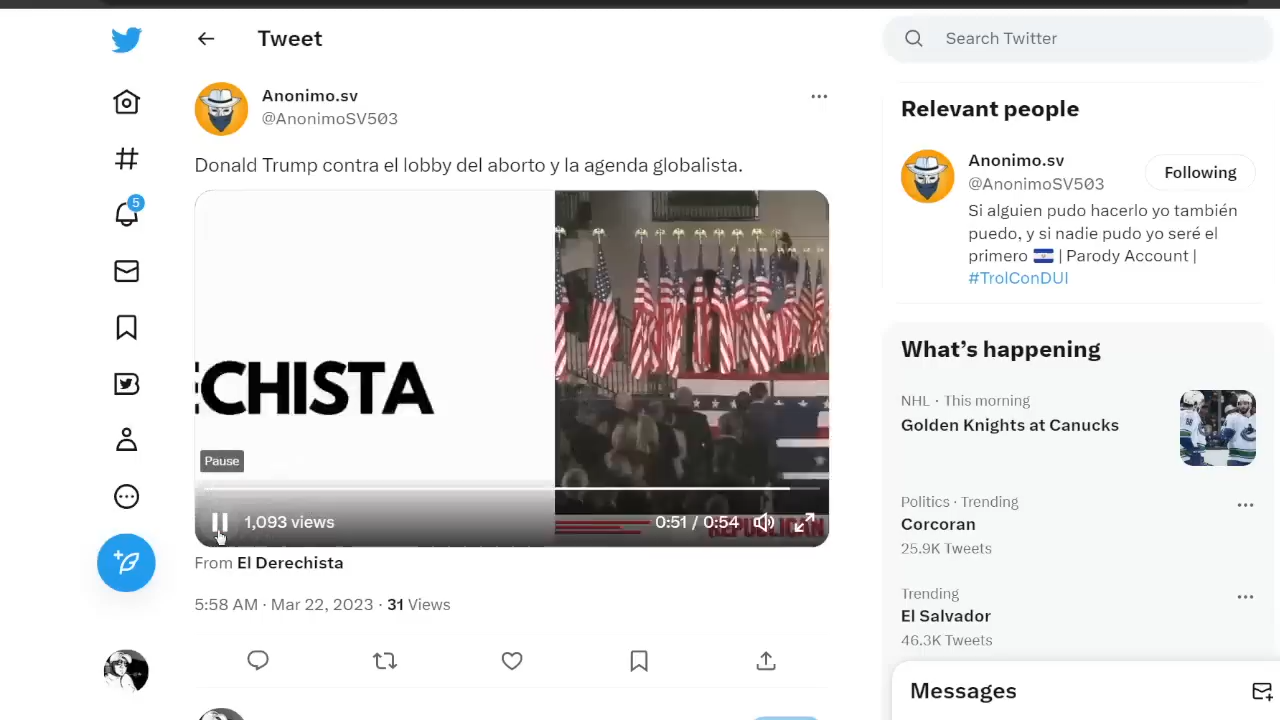 Tweet
Search Twitter
Anonimo.sv
@AnonimoSV503
Donald Trump contra el lobby del aborto y la agenda globalista.
ECHISTA
Pause
1,093 views
0:51 / 0:54
REPUBLICAN
From El Derechista
5:58 AM · Mar 22, 2023 · 31 Views
Relevant people
Anonimo.sv
@AnonimoSV503
Following
Si alguien pudo hacerlo yo también
puedo, y si nadie pudo yo seré el
primero 🇸🇻 | Parody Account |
#TrolConDUI
What's happening
NHL · This morning
Golden Knights at Canucks
Politics · Trending
Corcoran
25.9K Tweets
Trending
El Salvador
46.3K Tweets
Messages
5